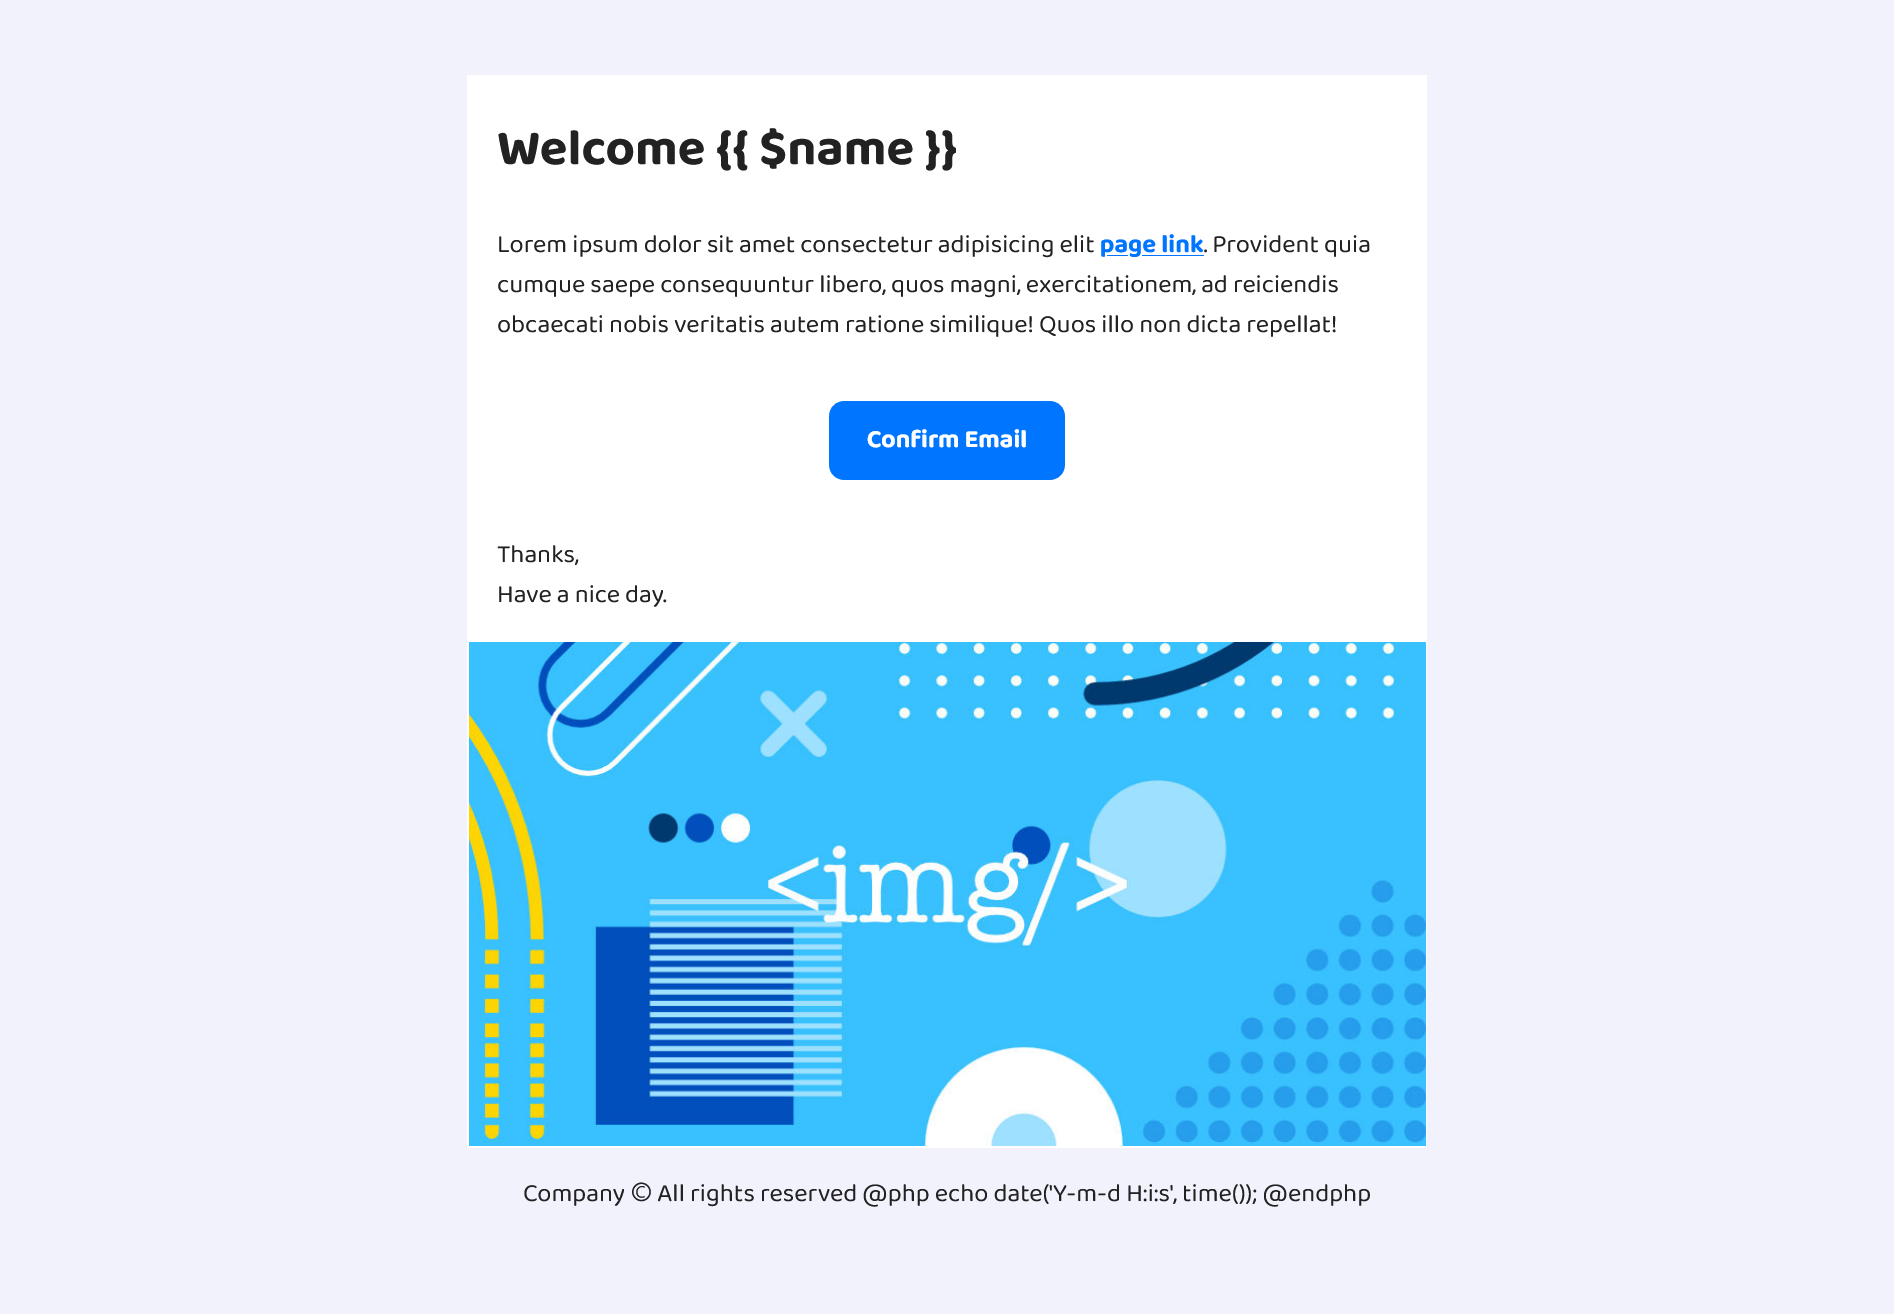 Welcome {{ $name }}
Lorem ipsum dolor sit amet consectetur adipisicing elit page link. Provident quia
cumque saepe consequuntur libero, quos magni, exercitationem, ad reiciendis
obcaecati nobis veritatis autem ratione similique! Quos illo non dicta repellat!
Confirm Email
Thanks,
Have a nice day.
<img/>
Company © All rights reserved @php echo date('Y-m-d H:i:s', time()); @endphp